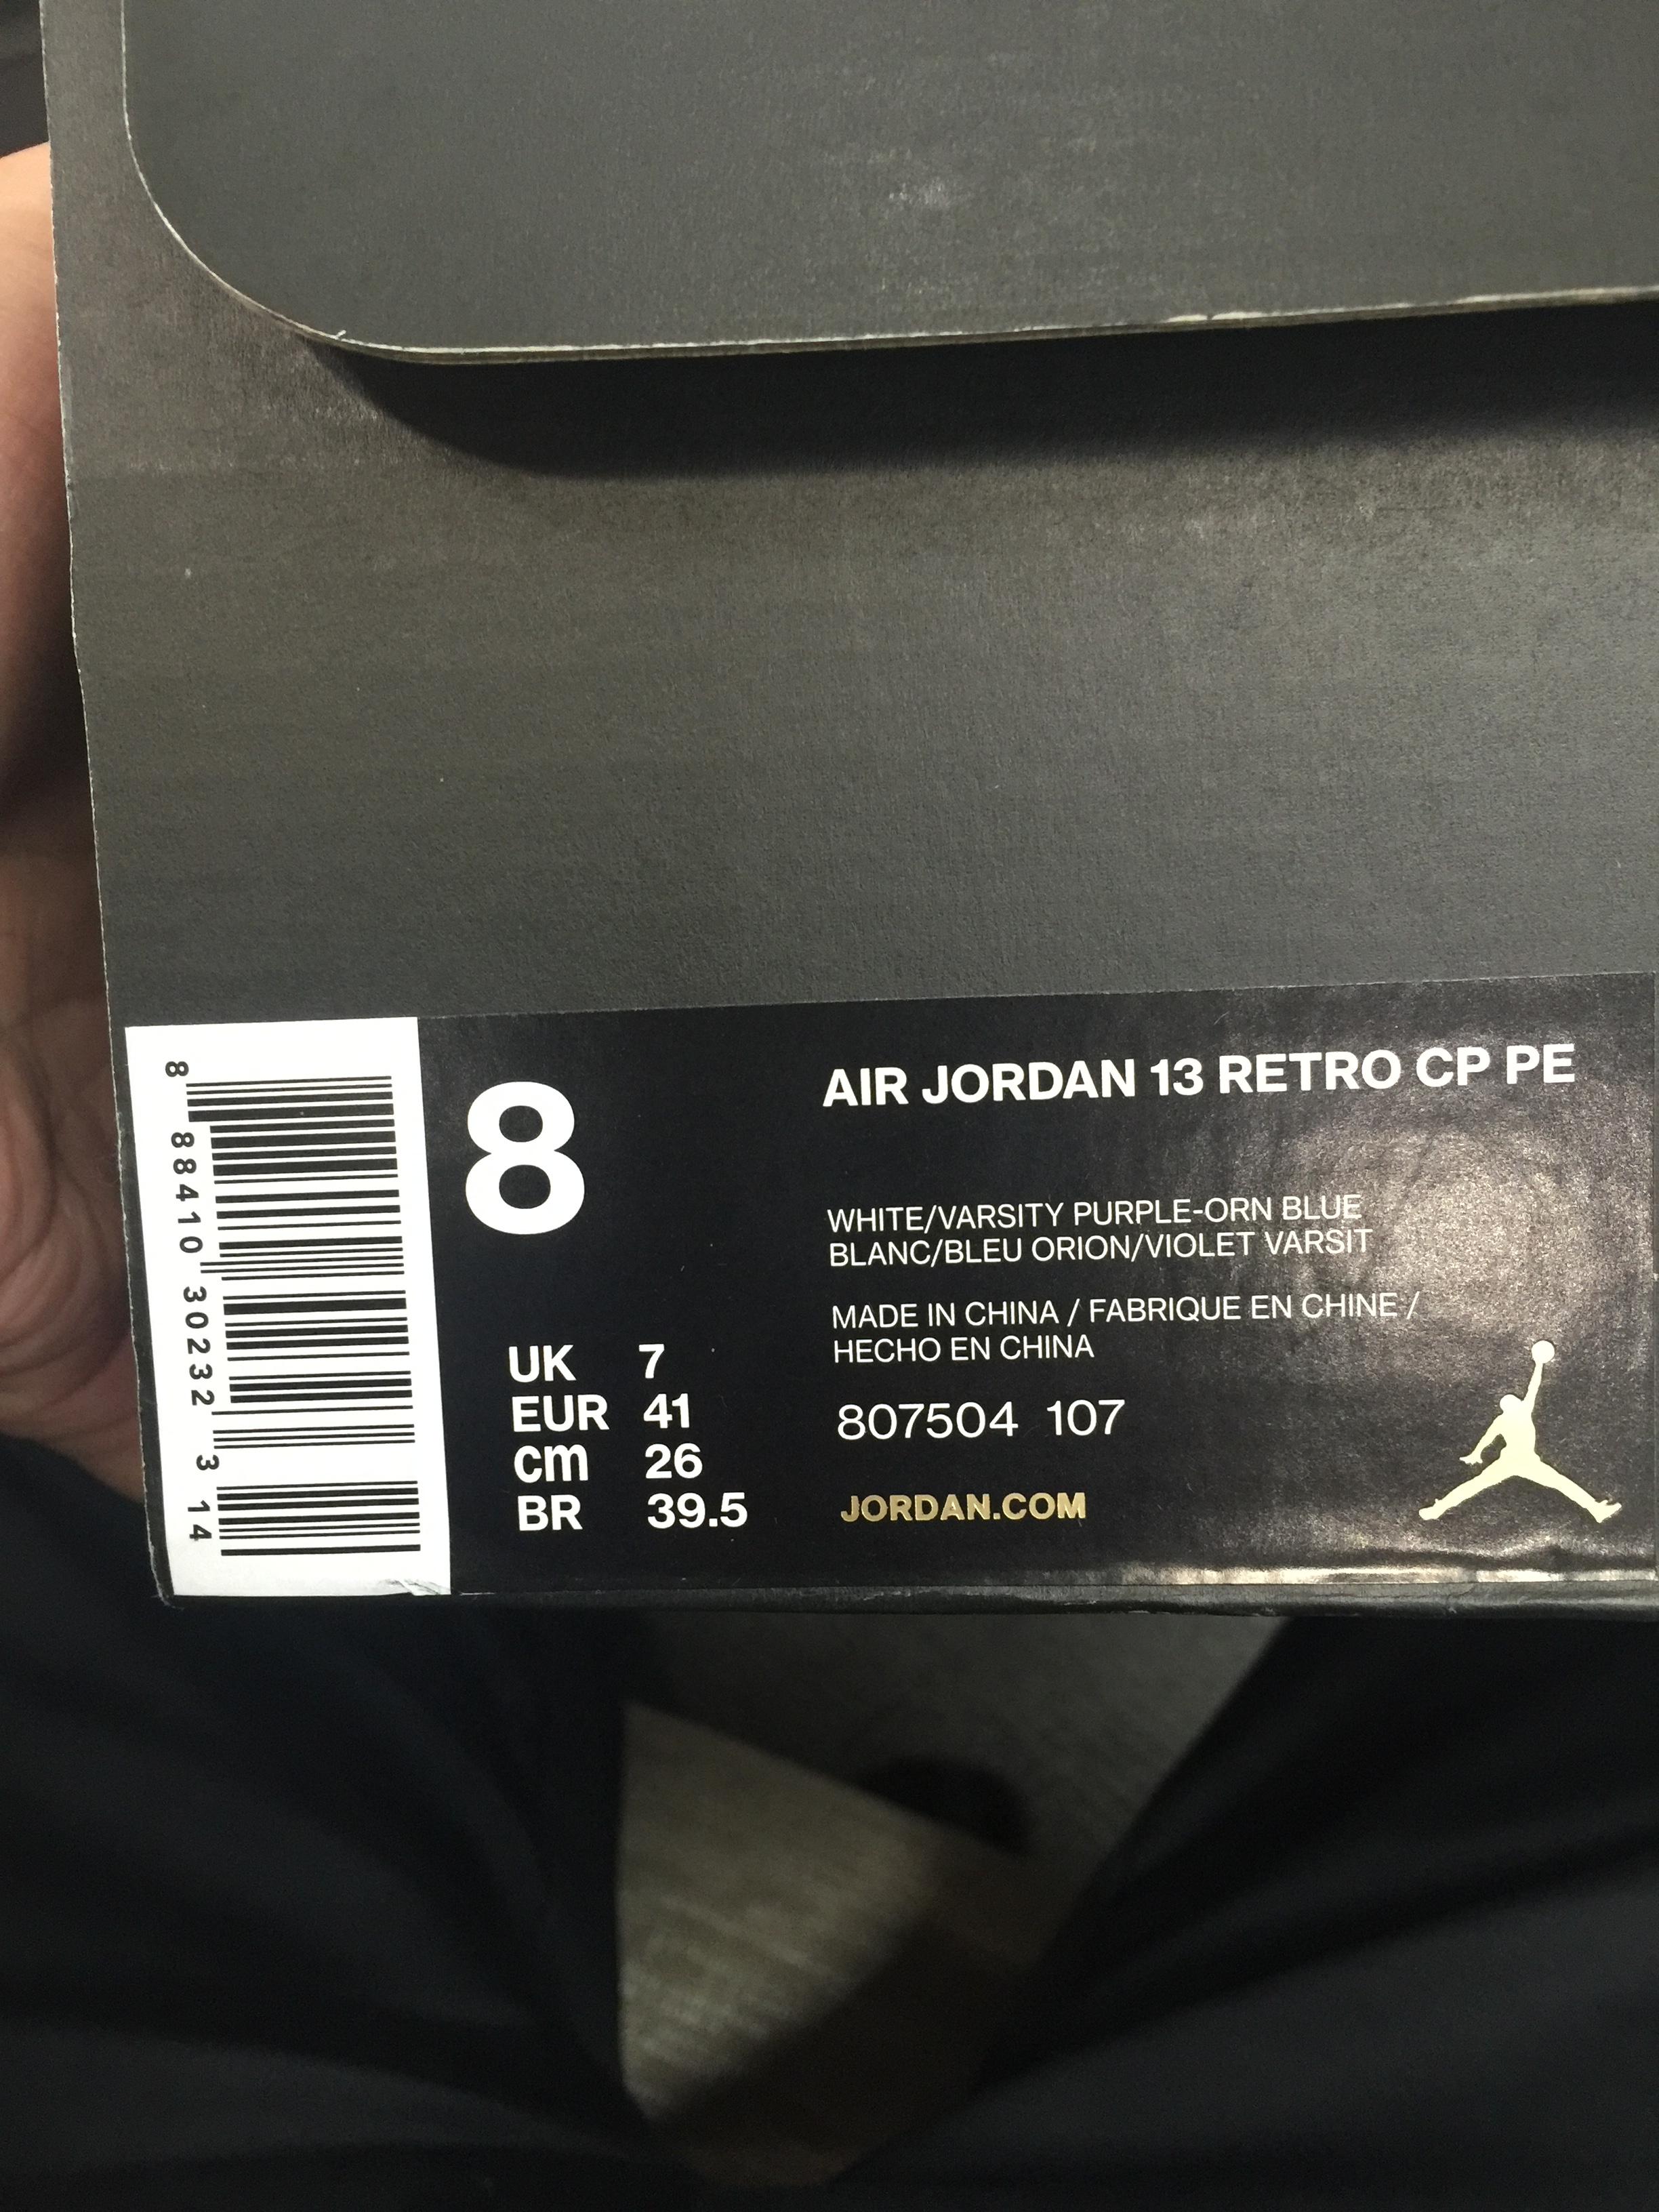 8 88410 30232 3 14
8
UK 7
EUR 41
cm 26
BR 39.5
AIR JORDAN 13 RETRO CP PE
WHITE/VARSITY PURPLE-ORN BLUE
BLANC/BLEU ORION/VIOLET VARSIT
MADE IN CHINA / FABRIQUE EN CHINE /
HECHO EN CHINA
807504 107
JORDAN.COM